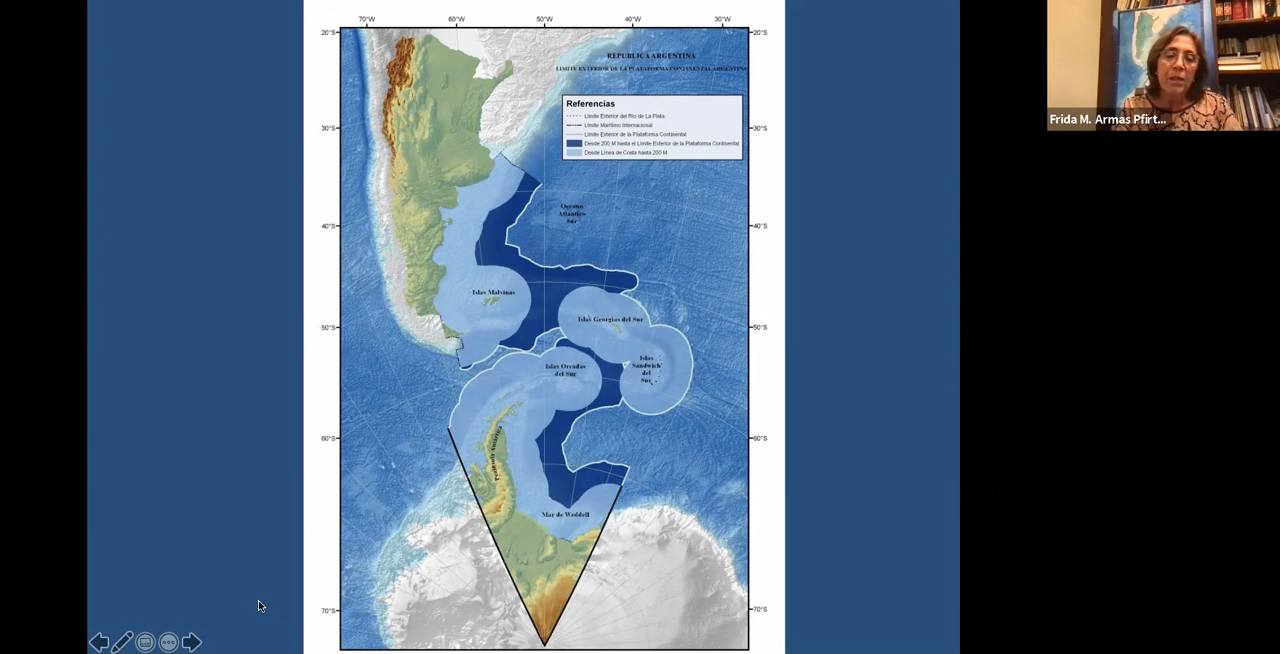 70°W 60°W 50°W 40°W 30°W
20°S 20°S
REPUBLICA ARGENTINA
LIMITE EXTERIOR DE LA PLATAFORMA CONTINENTAL ARGENTINA
Referencias
Límite Exterior del Río de La Plata
Límite Marítimo Internacional
Límite Exterior de la Plataforma Continental
Desde 200 M hasta el Límite Exterior de la Plataforma Continental
Desde Línea de Costa hasta 200 M
Frida M. Armas Pfirt...
30°S 30°S
Océano
Atlántico
Sur
40°S 40°S
Islas Malvinas
Islas Georgias del Sur
50°S 50°S
Islas
Sandwich
del
Sur
Islas Orcadas
del Sur
60°S 60°S
Península Antártica
Mar de Weddell
70°S 70°S